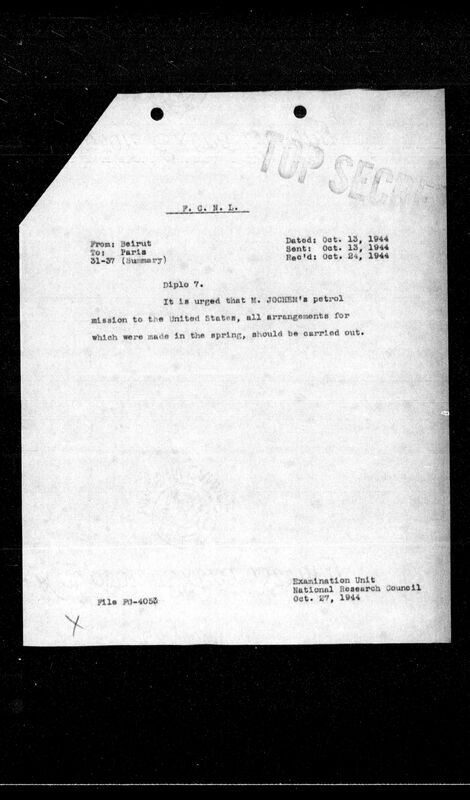 TOP SECRET
F. C. N. L.
From: Beirut
To: Paris
31-37 (Summary)
Dated: Oct. 13, 1944
Sent: Oct. 13, 1944
Rec'd: Oct. 24, 1944
Diplo 7.
It is urged that M. JOCHEM's petrol
mission to the United States, all arrangements for
which were made in the spring, should be carried out.
Examination Unit
National Research Council
Oct. 27, 1944
File FG-4053
X